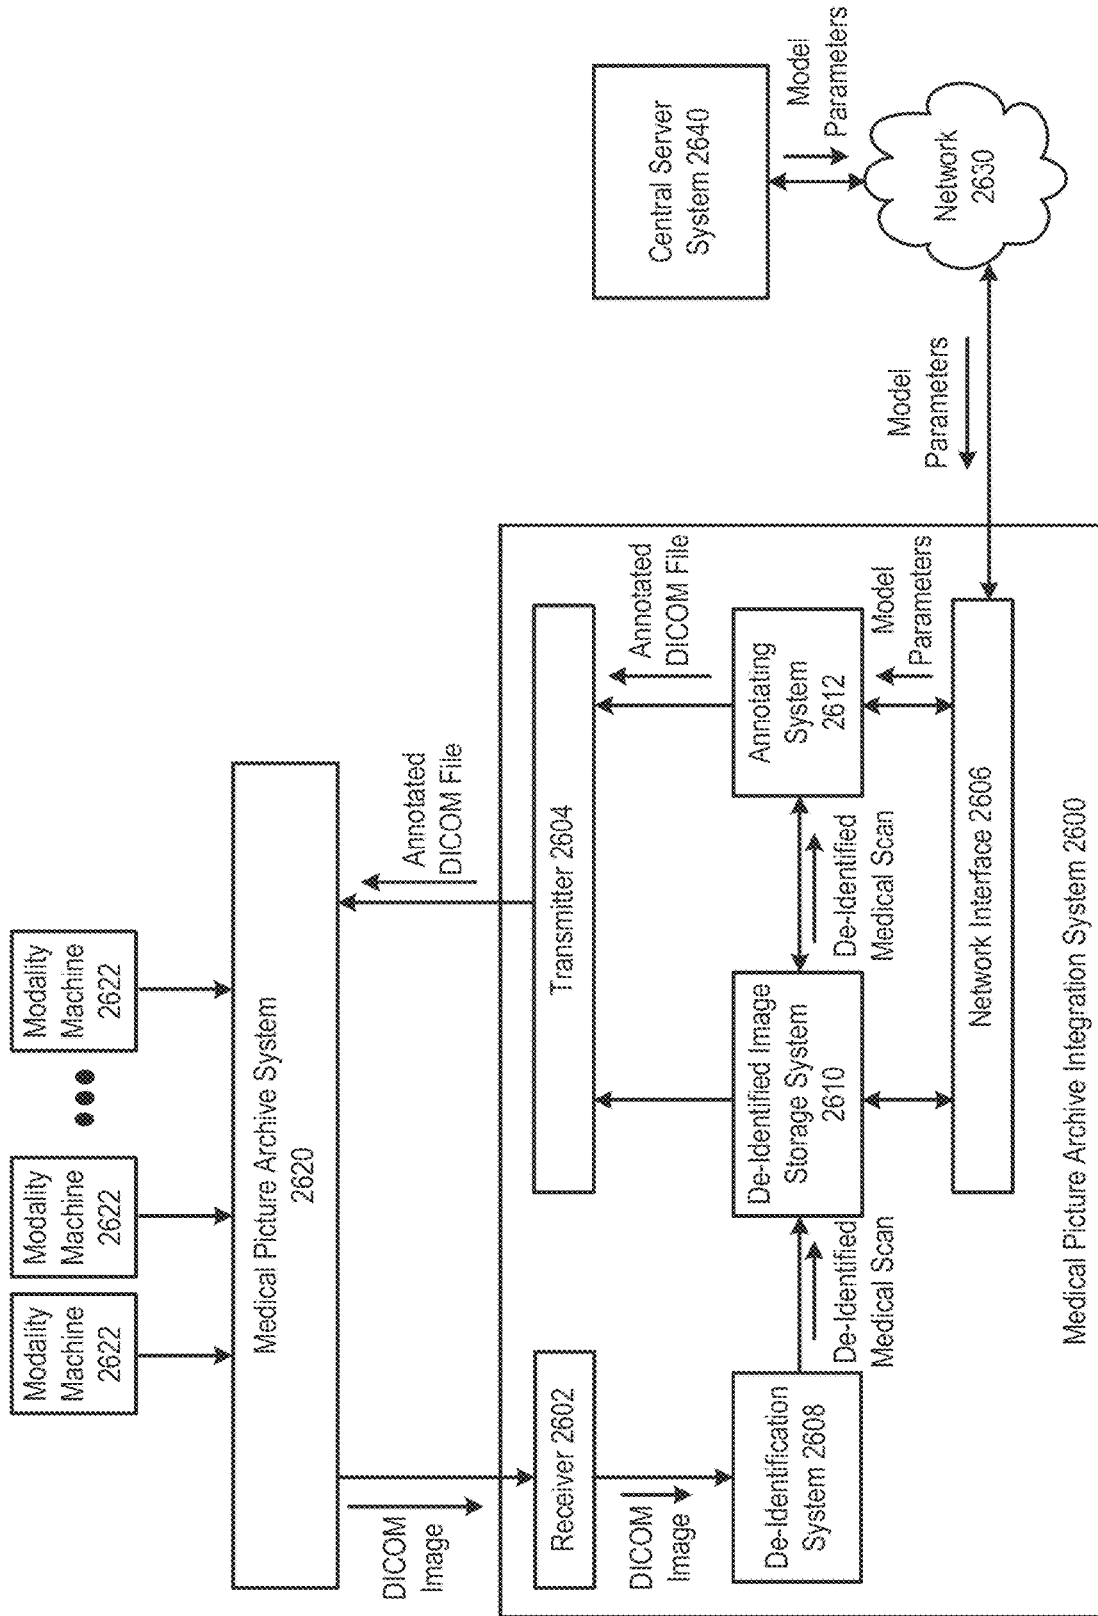 Modality
Machine
2622
Modality
Machine
2622
Modality
Machine
2622
Medical Picture Archive System
2620
DICOM
Image
Annotated
DICOM File
Receiver 2602
Transmitter 2604
DICOM
Image
Annotated
DICOM File
De-Identification
System 2608
De-Identified
Medical Scan
De-Identified Image
Storage System
2610
De-Identified
Medical Scan
Annotating
System
2612
Model
Parameters
Network Interface 2606
Medical Picture Archive Integration System 2600
Model
Parameters
Central Server
System 2640
Model
Parameters
Network
2630